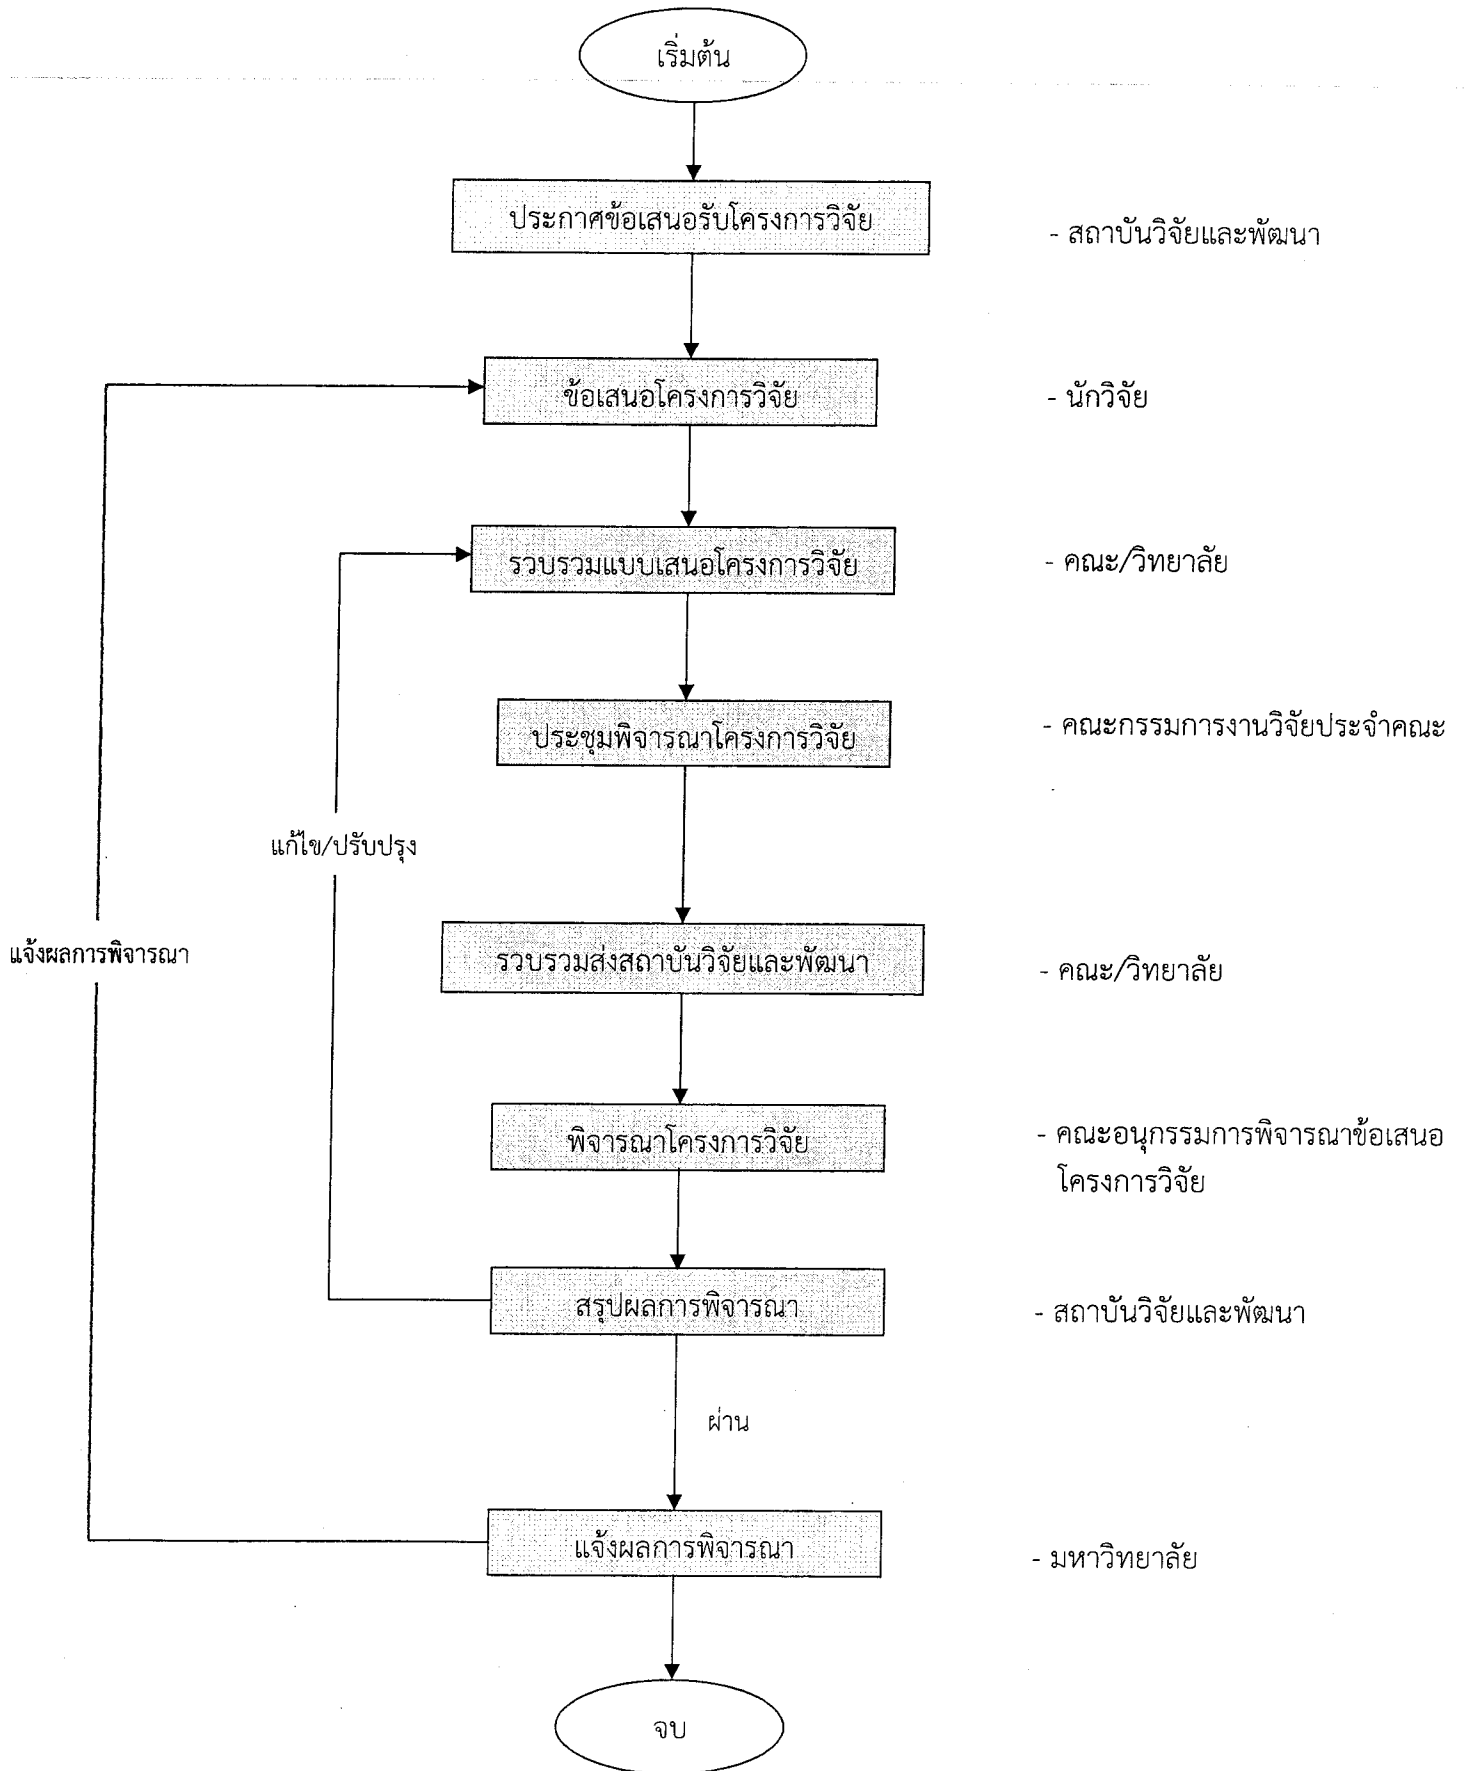 เริ่มต้น
ประกาศข้อเสนอรับโครงการวิจัย
- สถาบันวิจัยและพัฒนา
ข้อเสนอโครงการวิจัย
- นักวิจัย
รวบรวมแบบเสนอโครงการวิจัย
- คณะ/วิทยาลัย
ประชุมพิจารณาโครงการวิจัย
- คณะกรรมการงานวิจัยประจำคณะ
แก้ไข/ปรับปรุง
แจ้งผลการพิจารณา
รวบรวมส่งสถาบันวิจัยและพัฒนา
- คณะ/วิทยาลัย
พิจารณาโครงการวิจัย
- คณะอนุกรรมการพิจารณาข้อเสนอ
โครงการวิจัย
สรุปผลการพิจารณา
- สถาบันวิจัยและพัฒนา
ผ่าน
แจ้งผลการพิจารณา
- มหาวิทยาลัย
จบ